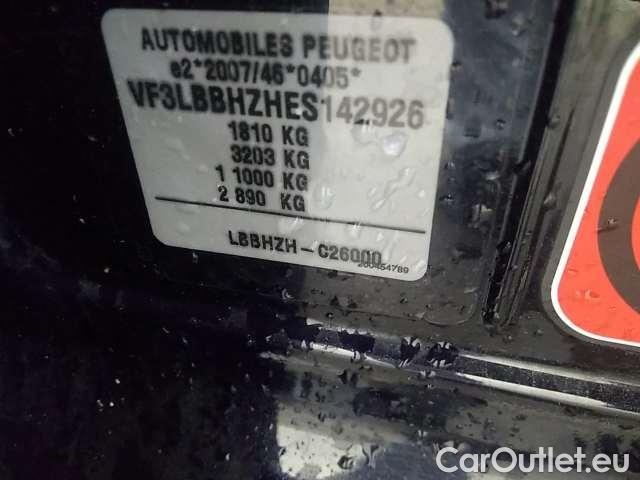 AUTOMOBILES PEUGEOT
e2*2007/46*0405*
VF3LBBHZHES142926
1810 KG
3203 KG
1 1000 KG
2 890 KG
LBBHZH-C26000
200454789
CarOutlet.eu